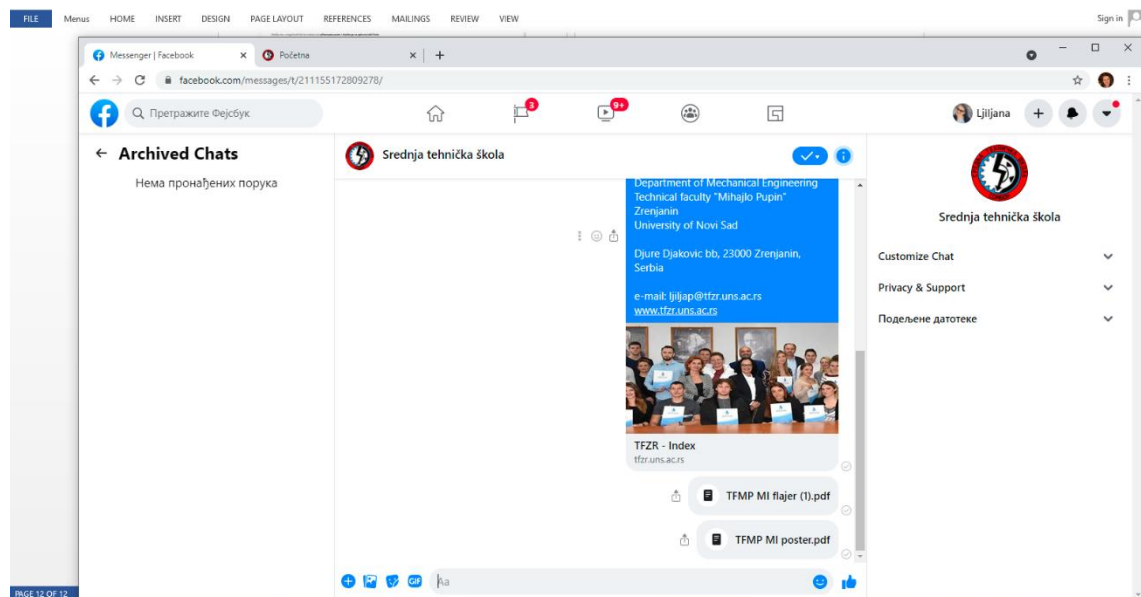 FILE Menus HOME INSERT DESIGN PAGE LAYOUT REFERENCES MAILINGS REVIEW VIEW Sign in
Messenger | Facebook
Početna
facebook.com/messages/t/211155172809278/
Претражите Фејсбук
3
9+
Ljiljana
Archived Chats
Нема пронађених порука
Srednja tehnička škola
Department of Mechanical Engineering
Technical faculty "Mihajlo Pupin"
Zrenjanin
University of Novi Sad
Djure Djakovic bb, 23000 Zrenjanin,
Serbia
e-mail: ljiljap@tfzr.uns.ac.rs
www.tfzr.uns.ac.rs
TFZR - Index
tfzr.uns.ac.rs
TFMP MI flajer (1).pdf
TFMP MI poster.pdf
GIF
Aa
Srednja tehnička škola
Customize Chat
Privacy & Support
Подељене датотеке
PAGE 12 OF 12